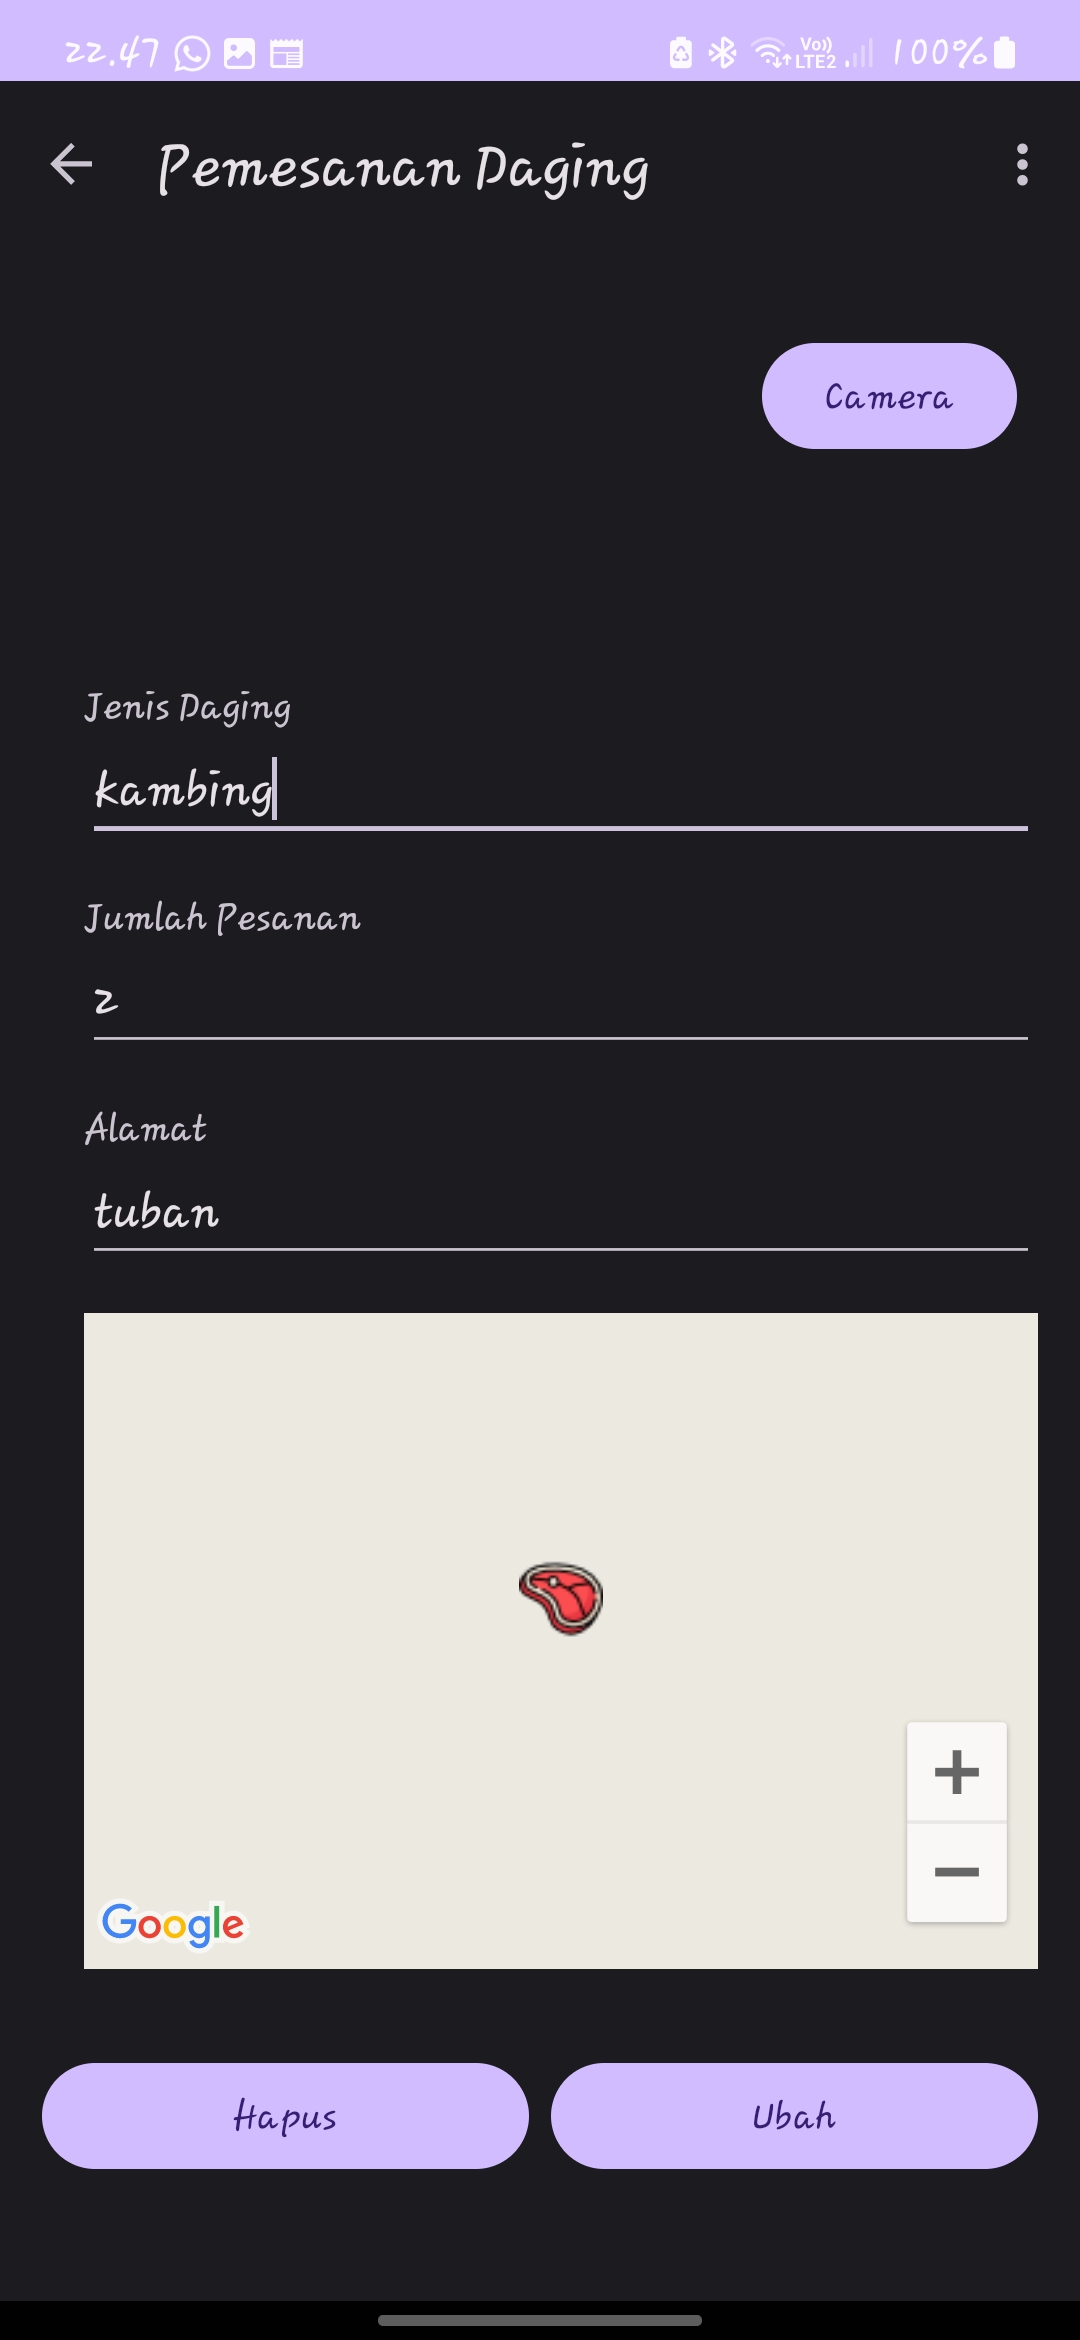 22.47 Vo)) LTE2 100%
Pemesanan Daging
Camera
Jenis Daging
kambing
Jumlah Pesanan
2
Alamat
tuban
Google
Hapus Ubah